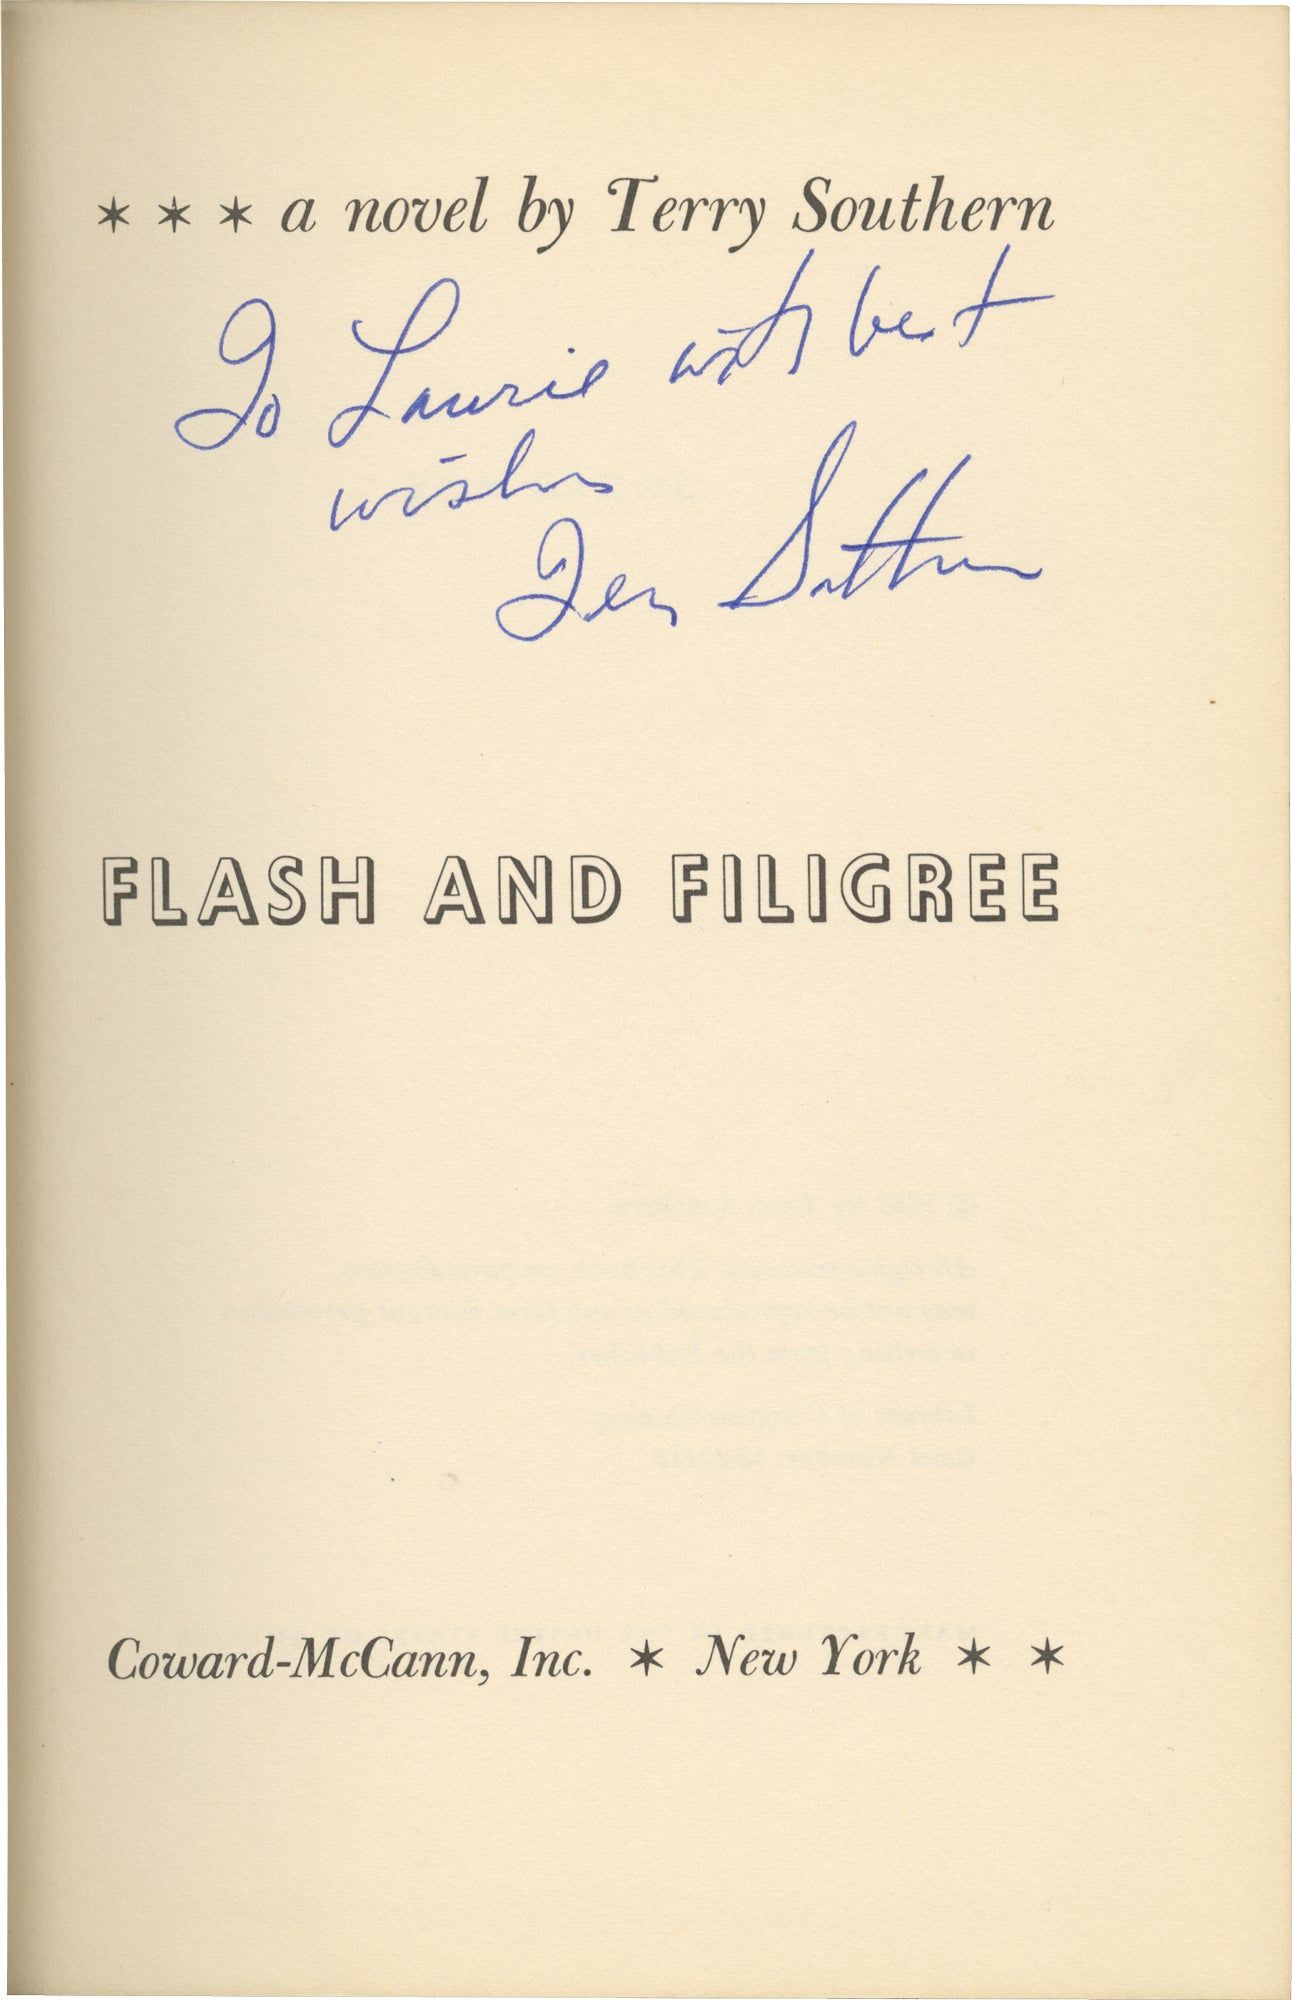 * * * a novel by Terry Southern
To Laurie with best
wishes
Terry Southern
FLASH AND FILIGREE
Coward-McCann, Inc. * New York * *